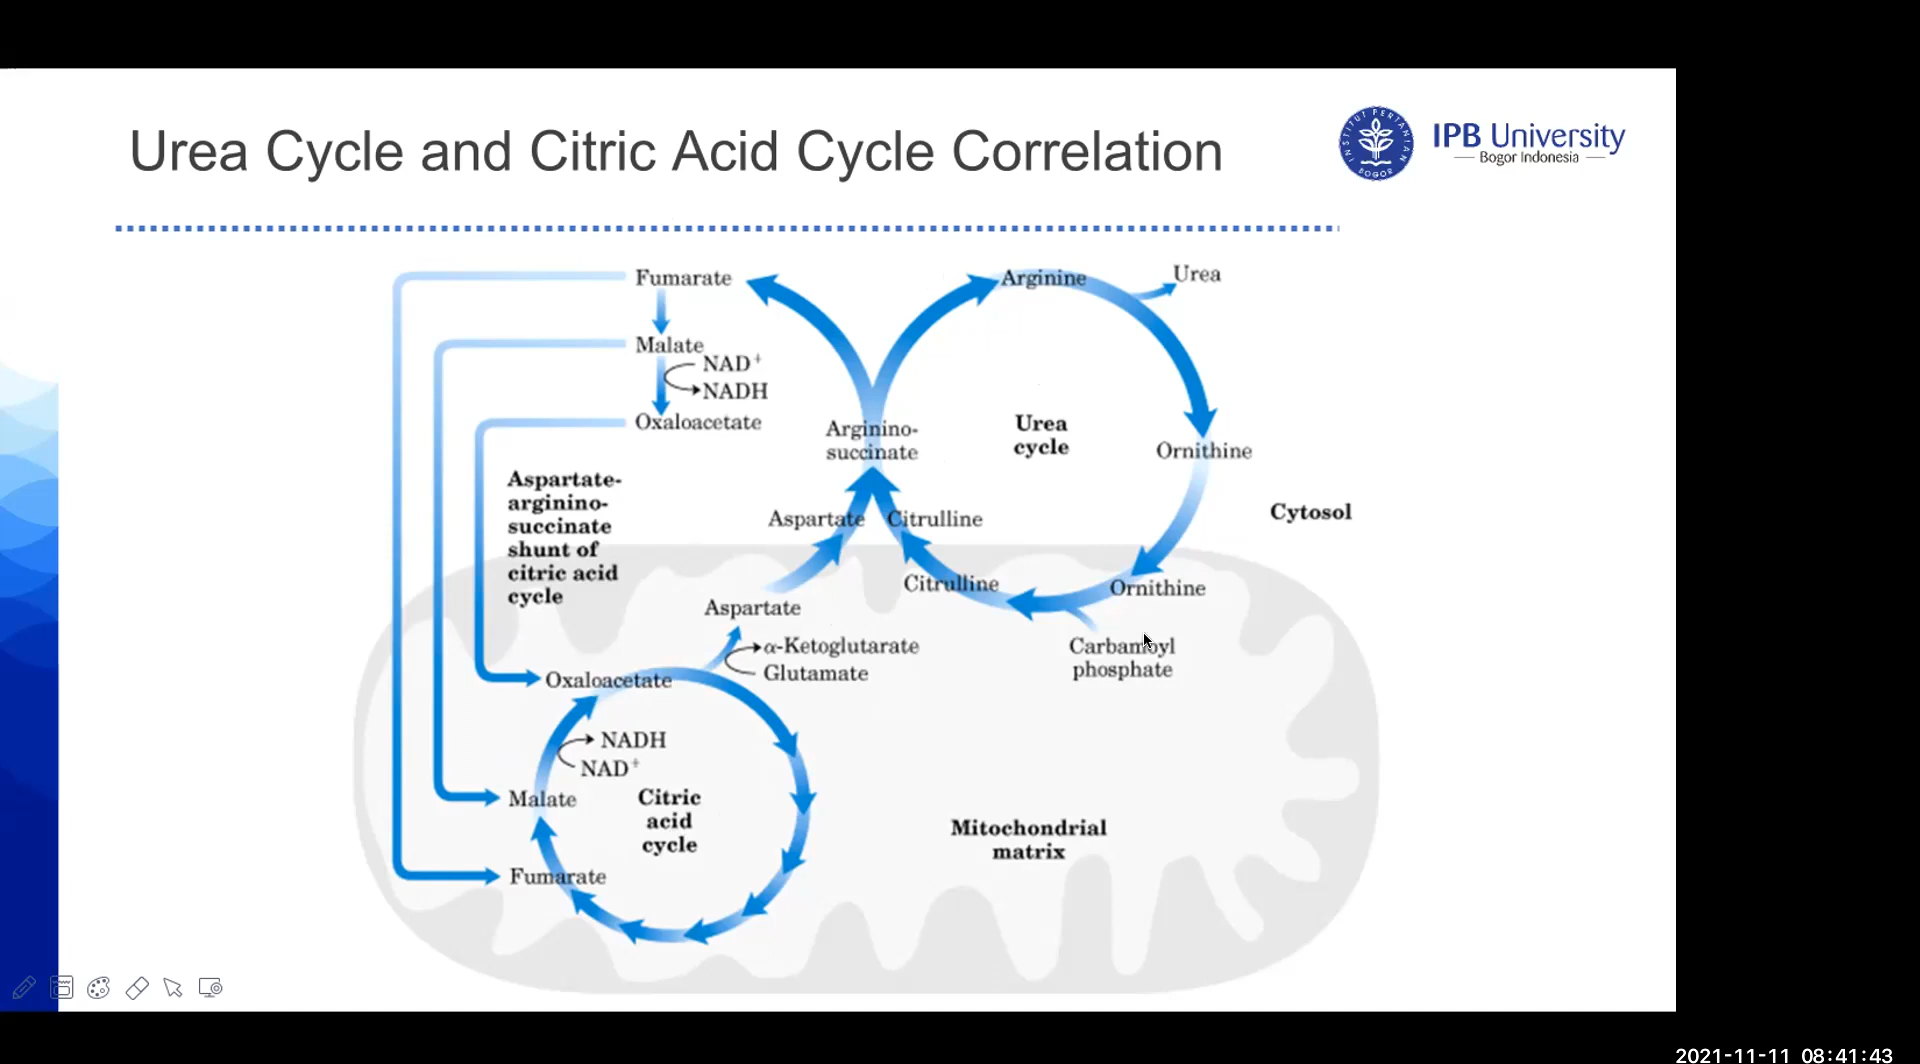 Urea Cycle and Citric Acid Cycle Correlation
INSTITUT PERTANIAN
BOGOR
IPB University
Bogor Indonesia
Fumarate
Arginine
Urea
Malate
NAD⁺
NADH
Oxaloacetate
Arginino-
succinate
Urea
cycle
Ornithine
Aspartate-
arginino-
succinate
shunt of
citric acid
cycle
Cytosol
Aspartate
Citrulline
Citrulline
Ornithine
Aspartate
α-Ketoglutarate
Glutamate
Carbamoyl
phosphate
Oxaloacetate
NADH
NAD⁺
Malate
Citric
acid
cycle
Mitochondrial
matrix
Fumarate
2021-11-11 08:41:43